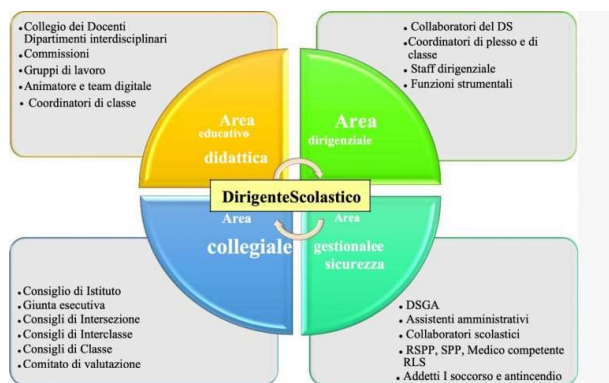 • Collegio dei Docenti
Dipartimenti interdisciplinari
• Commissioni
• Gruppi di lavoro
• Animatore e team digitale
• Coordinatori di classe
• Collaboratori del DS
• Coordinatori di plesso e di
classe
• Staff dirigenziale
• Funzioni strumentali
Area
educativo
didattica
Area
dirigenziale
DirigenteScolastico
Area
collegiale
Area
gestionalee
sicurezza
• Consiglio di Istituto
• Giunta esecutiva
• Consigli di Intersezione
• Consigli di Interclasse
• Consigli di Classe
• Comitato di valutazione
• DSGA
• Assistenti amministrativi
• Collaboratori scolastici
• RSPP, SPP, Medico competente
RLS
• Addetti I soccorso e antincendio